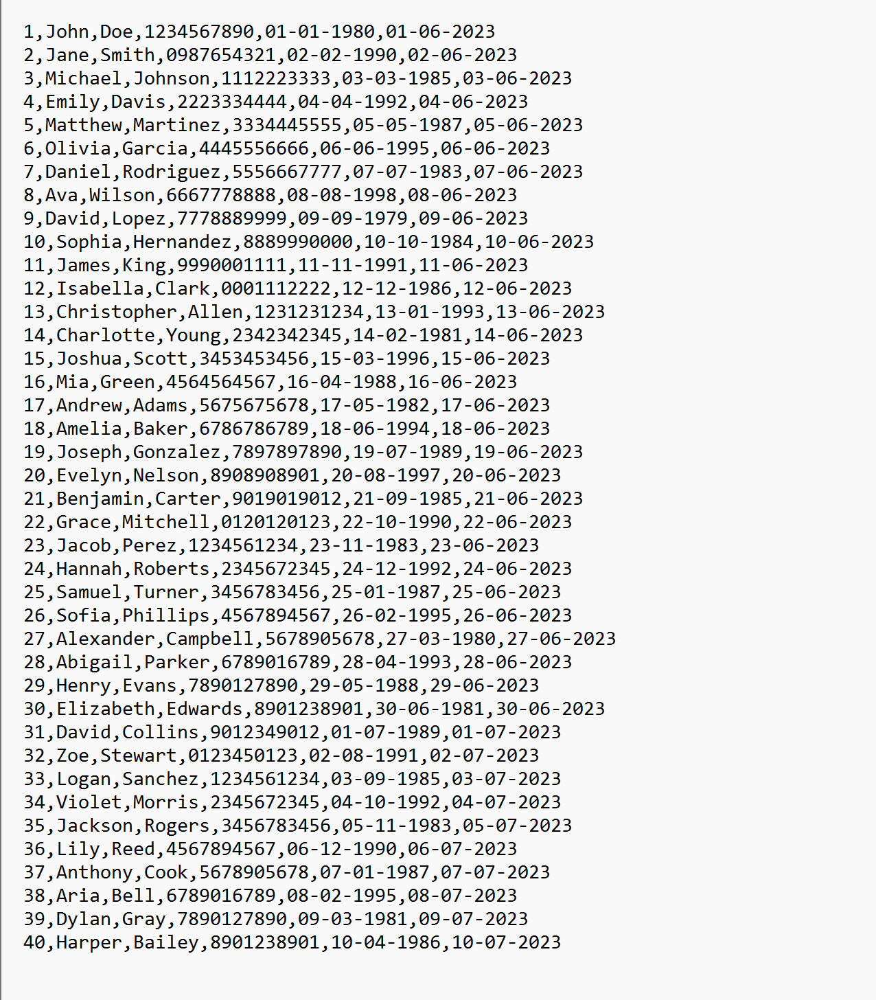 1,John,Doe,1234567890,01-01-1980,01-06-2023
2,Jane,Smith,0987654321,02-02-1990,02-06-2023
3,Michael,Johnson,1112223333,03-03-1985,03-06-2023
4,Emily,Davis,2223334444,04-04-1992,04-06-2023
5,Matthew,Martinez,3334445555,05-05-1987,05-06-2023
6,Olivia,Garcia,4445556666,06-06-1995,06-06-2023
7,Daniel,Rodriguez,5556667777,07-07-1983,07-06-2023
8,Ava,Wilson,6667778888,08-08-1998,08-06-2023
9,David,Lopez,7778889999,09-09-1979,09-06-2023
10,Sophia,Hernandez,8889990000,10-10-1984,10-06-2023
11,James,King,9990001111,11-11-1991,11-06-2023
12,Isabella,Clark,0001112222,12-12-1986,12-06-2023
13,Christopher,Allen,1231231234,13-01-1993,13-06-2023
14,Charlotte,Young,2342342345,14-02-1981,14-06-2023
15,Joshua,Scott,3453453456,15-03-1996,15-06-2023
16,Mia,Green,4564564567,16-04-1988,16-06-2023
17,Andrew,Adams,5675675678,17-05-1982,17-06-2023
18,Amelia,Baker,6786786789,18-06-1994,18-06-2023
19,Joseph,Gonzalez,7897897890,19-07-1989,19-06-2023
20,Evelyn,Nelson,8908908901,20-08-1997,20-06-2023
21,Benjamin,Carter,9019019012,21-09-1985,21-06-2023
22,Grace,Mitchell,0120120123,22-10-1990,22-06-2023
23,Jacob,Perez,1234561234,23-11-1983,23-06-2023
24,Hannah,Roberts,2345672345,24-12-1992,24-06-2023
25,Samuel,Turner,3456783456,25-01-1987,25-06-2023
26,Sofia,Phillips,4567894567,26-02-1995,26-06-2023
27,Alexander,Campbell,5678905678,27-03-1980,27-06-2023
28,Abigail,Parker,6789016789,28-04-1993,28-06-2023
29,Henry,Evans,7890127890,29-05-1988,29-06-2023
30,Elizabeth,Edwards,8901238901,30-06-1981,30-06-2023
31,David,Collins,9012349012,01-07-1989,01-07-2023
32,Zoe,Stewart,0123450123,02-08-1991,02-07-2023
33,Logan,Sanchez,1234561234,03-09-1985,03-07-2023
34,Violet,Morris,2345672345,04-10-1992,04-07-2023
35,Jackson,Rogers,3456783456,05-11-1983,05-07-2023
36,Lily,Reed,4567894567,06-12-1990,06-07-2023
37,Anthony,Cook,5678905678,07-01-1987,07-07-2023
38,Aria,Bell,6789016789,08-02-1995,08-07-2023
39,Dylan,Gray,7890127890,09-03-1981,09-07-2023
40,Harper,Bailey,8901238901,10-04-1986,10-07-2023